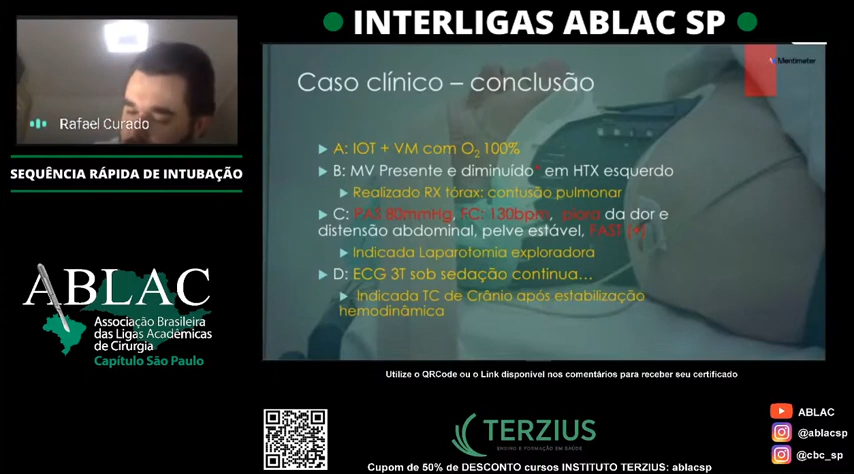 INTERLIGAS ABLAC SP
Rafael Curado
SEQUÊNCIA RÁPIDA DE INTUBAÇÃO
ABLAC
Associação Brasileira
das Ligas Acadêmicas
de Cirurgia
Capítulo São Paulo
Mentimeter
Caso clínico – conclusão
A: IOT + VM com O2 100%
B: MV Presente e diminuído em HTX esquerdo
Realizado RX tórax: contusão pulmonar
C: PAS 80mmHg, FC: 130bpm, piora da dor e
distensão abdominal, pelve estável, FAST (+)
Indicada Laparotomia exploradora
D: ECG 3T sob sedação continua...
Indicada TC de Crânio após estabilização
hemodinâmica
Utilize o QRCode ou o Link disponível nos comentários para receber seu certificado
TERZIUS
ENSINO E FORMAÇÃO EM SAÚDE
Cupom de 50% de DESCONTO cursos INSTITUTO TERZIUS: ablacsp
ABLAC
@ablacsp
@cbc_sp